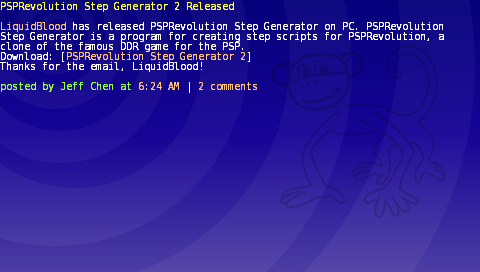 PSPRevolution Step Generator 2 Released
LiquidBlood has released PSPRevolution Step Generator on PC. PSPRevolution
Step Generator is a program for creating step scripts for PSPRevolution, a
clone of the famous DDR game for the PSP.
Download: [PSPRevolution Step Generator 2]
Thanks for the email, LiquidBlood!
posted by Jeff Chen at 6:24 AM | 2 comments